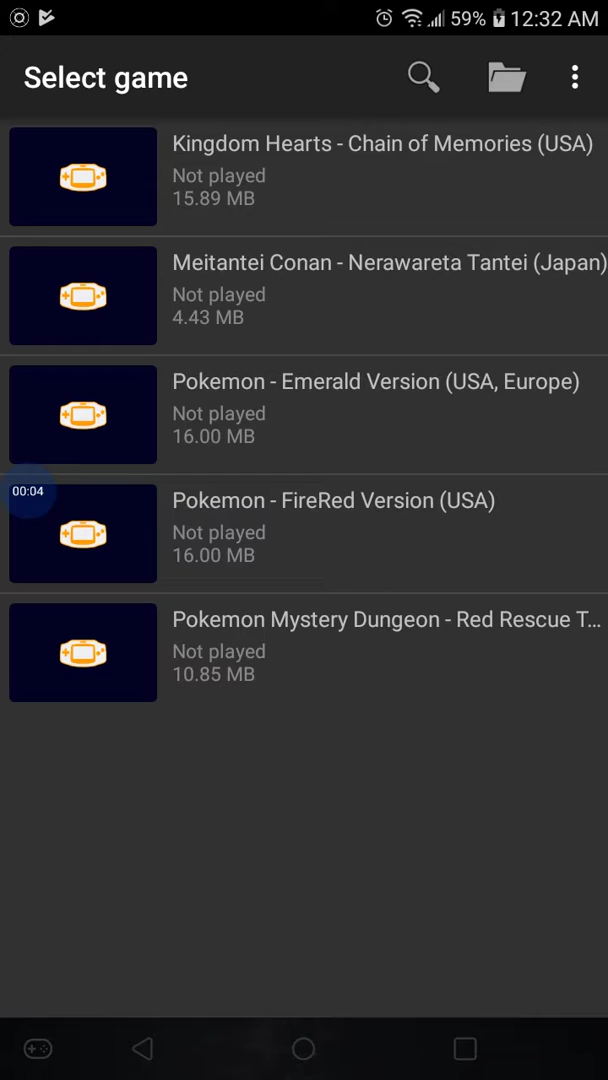 59% 12:32 AM
Select game
Kingdom Hearts - Chain of Memories (USA)
Not played
15.89 MB
Meitantei Conan - Nerawareta Tantei (Japan)
Not played
4.43 MB
Pokemon - Emerald Version (USA, Europe)
Not played
16.00 MB
00:04
Pokemon - FireRed Version (USA)
Not played
16.00 MB
Pokemon Mystery Dungeon - Red Rescue T...
Not played
10.85 MB